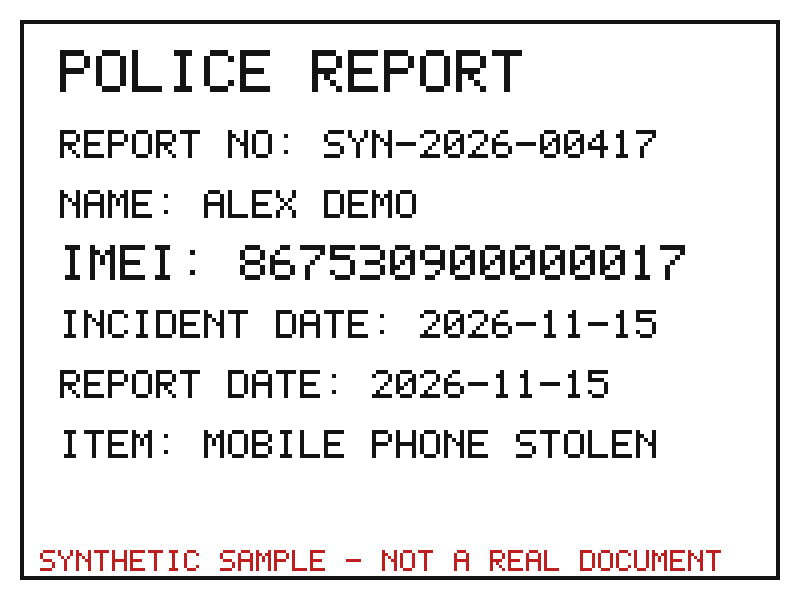 POLICE REPORT
REPORT NO: SYN-2026-00417
NAME: ALEX DEMO
IMEI: 867530900000017
INCIDENT DATE: 2026-11-15
REPORT DATE: 2026-11-15
ITEM: MOBILE PHONE STOLEN
SYNTHETIC SAMPLE - NOT A REAL DOCUMENT